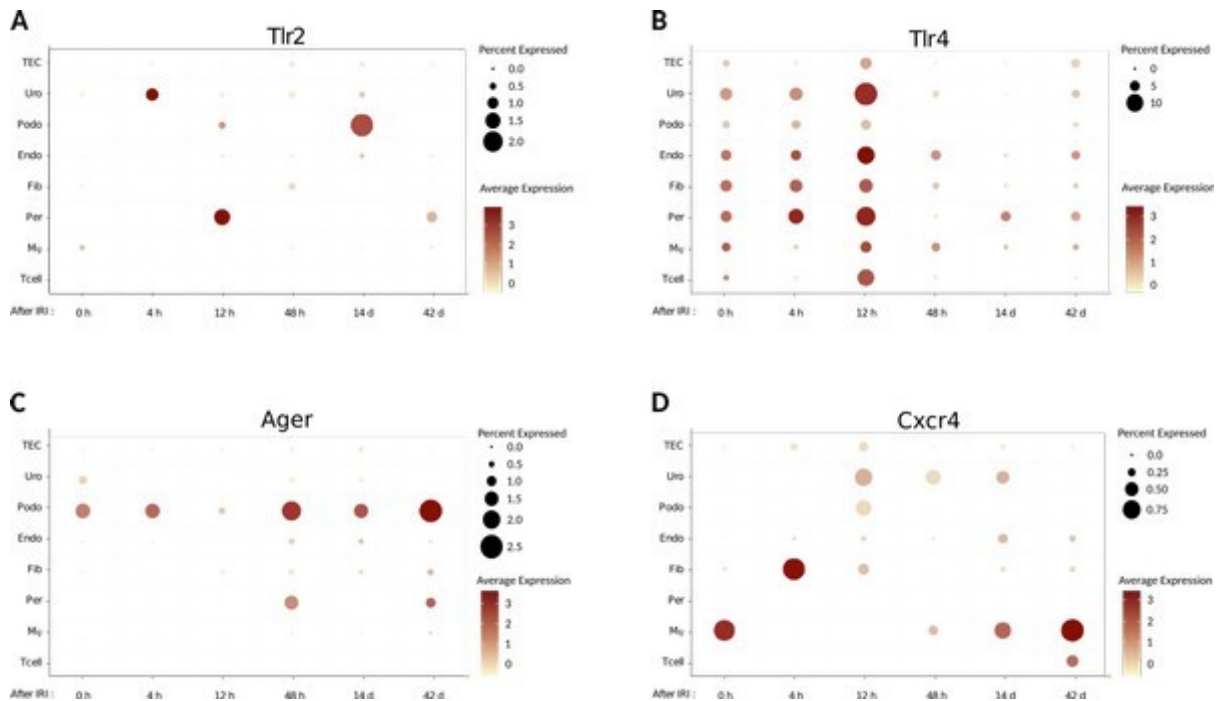 A
Tlr2
TEC
Uro
Podo
Endo
Fib
Per
Mφ
Tcell
After IRI :
0 h
4 h
12 h
48 h
14 d
42 d
Percent Expressed
0.0
0.5
1.0
1.5
2.0
Average Expression
3
2
1
0
B
Tlr4
TEC
Uro
Podo
Endo
Fib
Per
Mφ
Tcell
After IRI :
0 h
4 h
12 h
48 h
14 d
42 d
Percent Expressed
0
5
10
Average Expression
3
2
1
0
C
Ager
TEC
Uro
Podo
Endo
Fib
Per
Mφ
Tcell
After IRI :
0 h
4 h
12 h
48 h
14 d
42 d
Percent Expressed
0.0
0.5
1.0
1.5
2.0
2.5
Average Expression
3
2
1
0
D
Cxcr4
TEC
Uro
Podo
Endo
Fib
Per
Mφ
Tcell
After IRI :
0 h
4 h
12 h
48 h
14 d
42 d
Percent Expressed
0.0
0.25
0.50
0.75
Average Expression
3
2
1
0